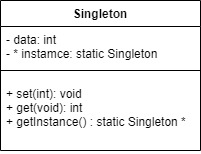 Singleton
- data: int
- * instamce: static Singleton
+ set(int): void
+ get(void): int
+ getInstance() : static Singleton *